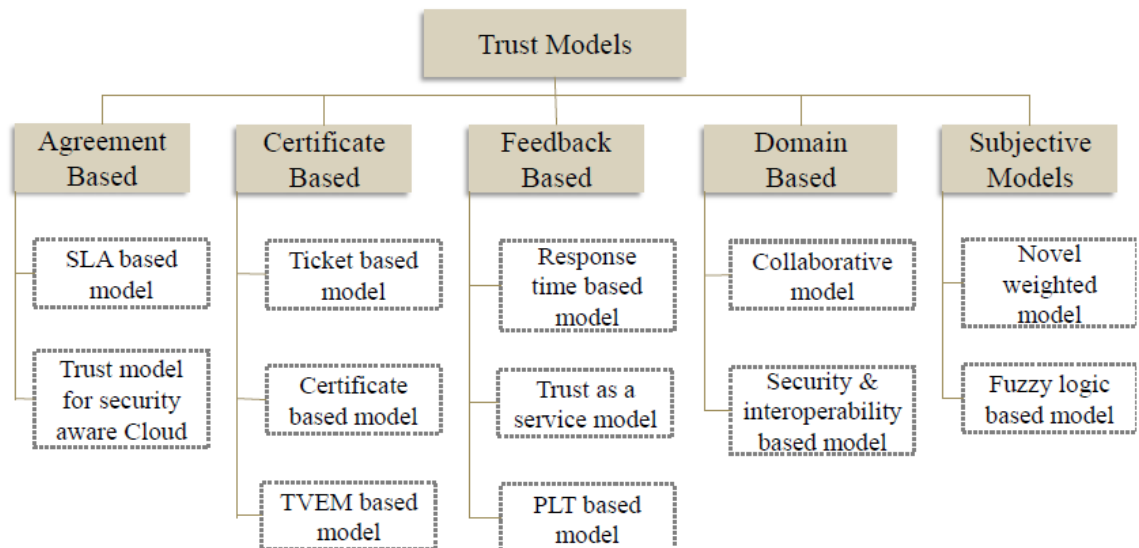 Trust Models
Agreement
Based
Certificate
Based
Feedback
Based
Domain
Based
Subjective
Models
SLA based
model
Trust model
for security
aware Cloud
Ticket based
model
Certificate
based model
TVEM based
model
Response
time based
model
Trust as a
service model
PLT based
model
Collaborative
model
Security &
interoperability
based model
Novel
weighted
model
Fuzzy logic
based model